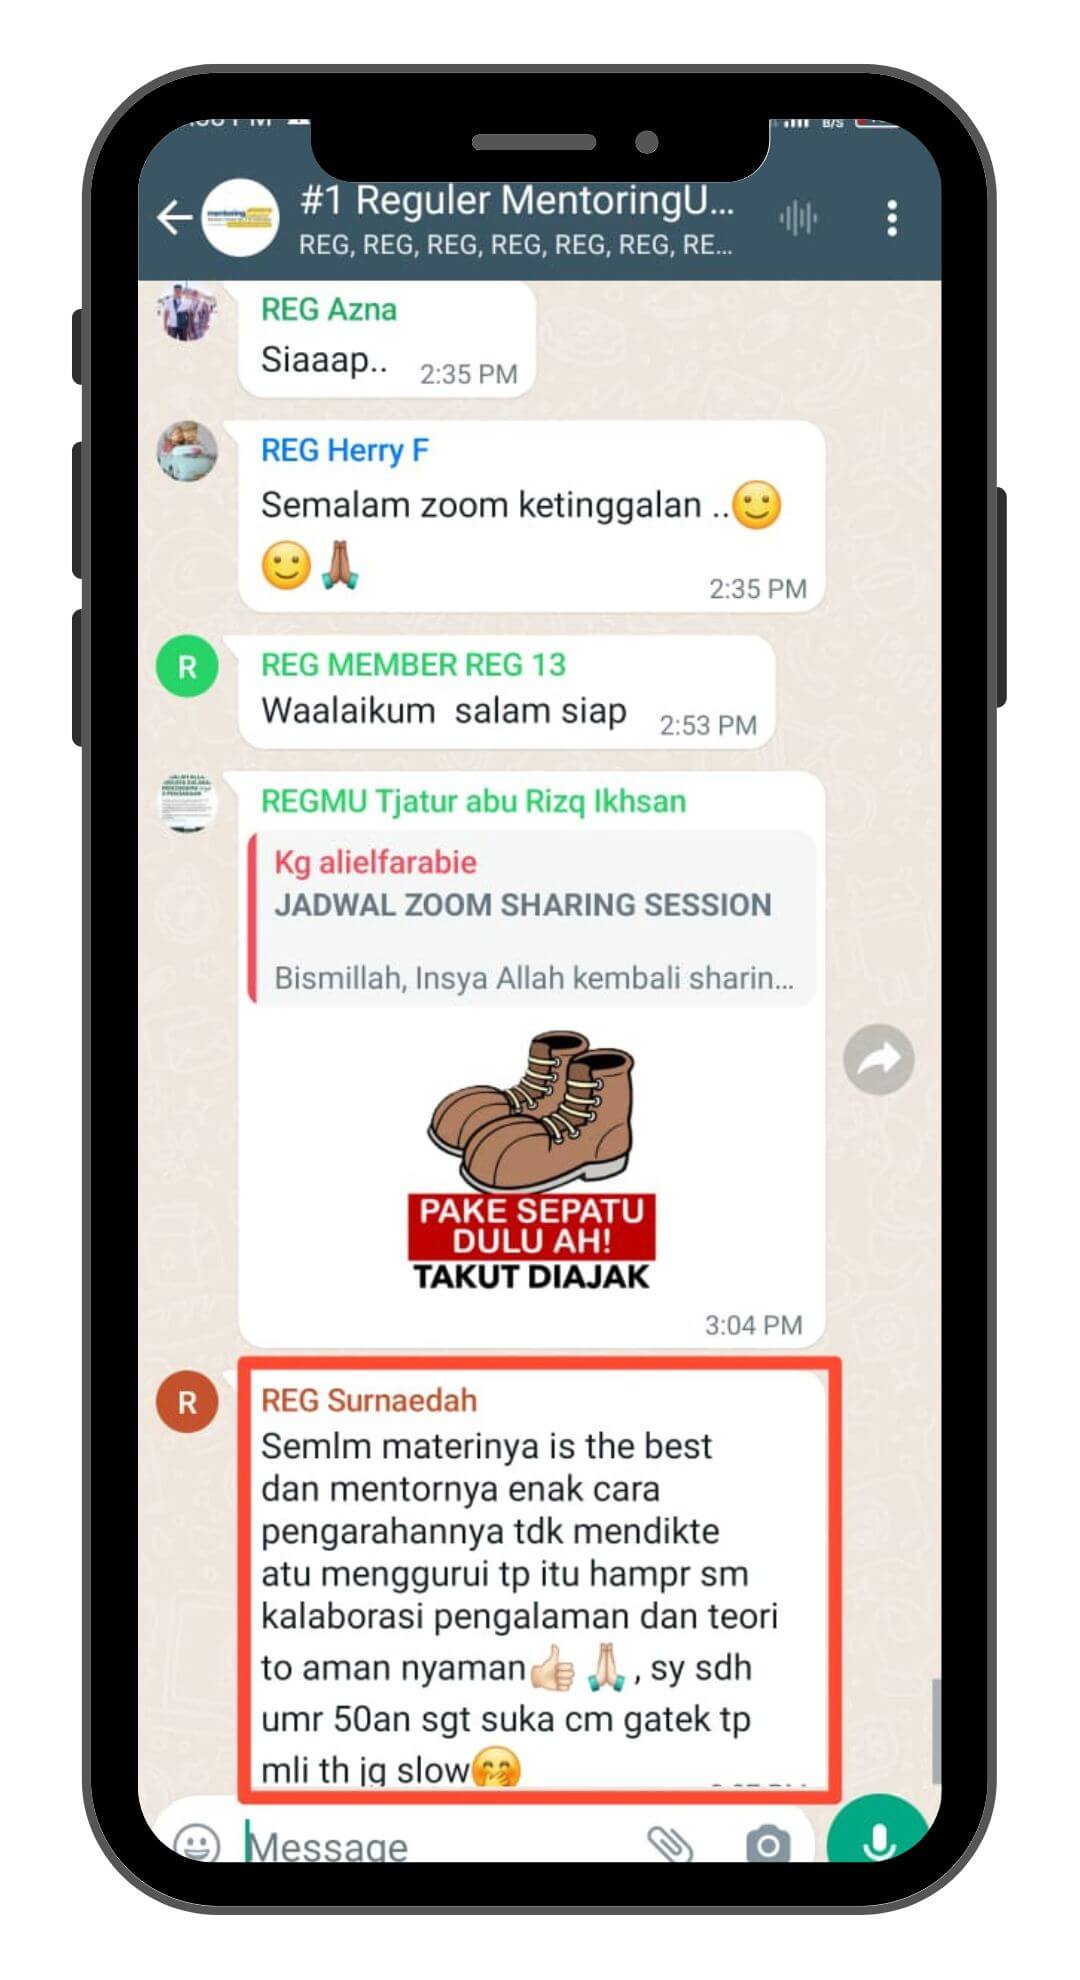 #1 Reguler MentoringU...
REG, REG, REG, REG, REG, REG, RE...
REG Azna
Siaaap..
2:35 PM
REG Herry F
Semalam zoom ketinggalan ..
2:35 PM
R
REG MEMBER REG 13
Waalaikum salam siap
2:53 PM
REGMU Tjatur abu Rizq Ikhsan
Kg alielfarabie
JADWAL ZOOM SHARING SESSION
Bismillah, Insya Allah kembali sharin...
PAKE SEPATU
DULU AH!
TAKUT DIAJAK
3:04 PM
R
REG Surnaedah
Semlm materinya is the best
dan mentornya enak cara
pengarahannya tdk mendikte
atu menggurui tp itu hampr sm
kalaborasi pengalaman dan teori
to aman nyaman👍🙏, sy sdh
umr 50an sgt suka cm gatek tp
mli th jg slow
Message